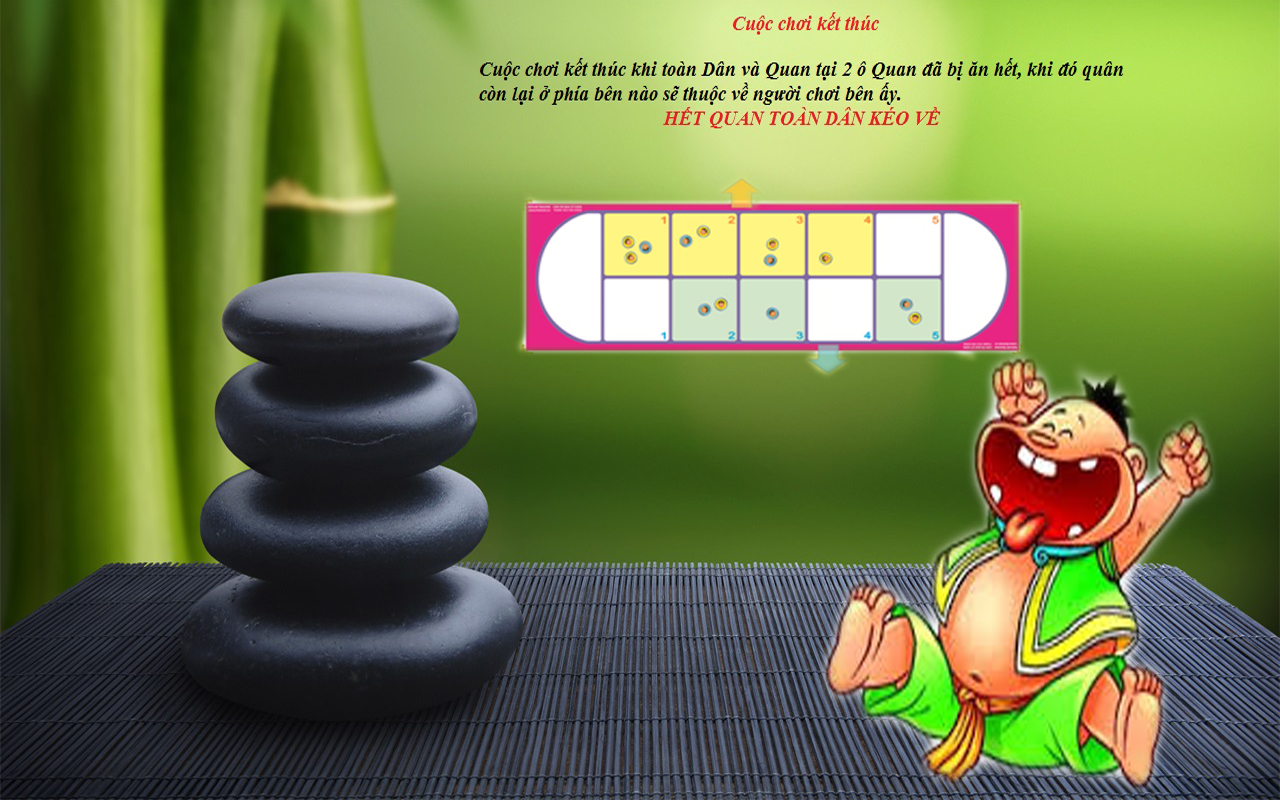 Cuộc chơi kết thúc
Cuộc chơi kết thúc khi toàn Dân và Quan tại 2 ô Quan đã bị ăn hết, khi đó quân
còn lại ở phía bên nào sẽ thuộc về người chơi bên ấy.
HẾT QUAN TOÀN DÂN KÉO VỀ
1 2 3 4 5
1 2 3 4 5